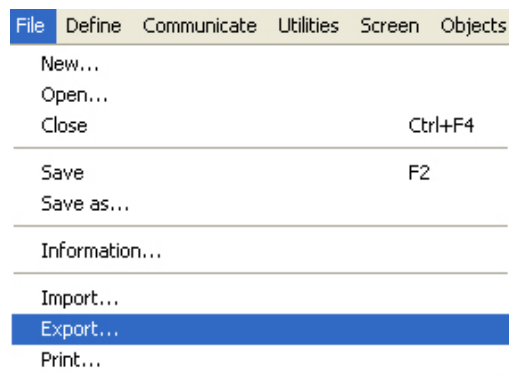 File Define Communicate Utilities Screen Objects
New...
Open...
Close Ctrl+F4
Save F2
Save as...
Information...
Import...
Export...
Print...